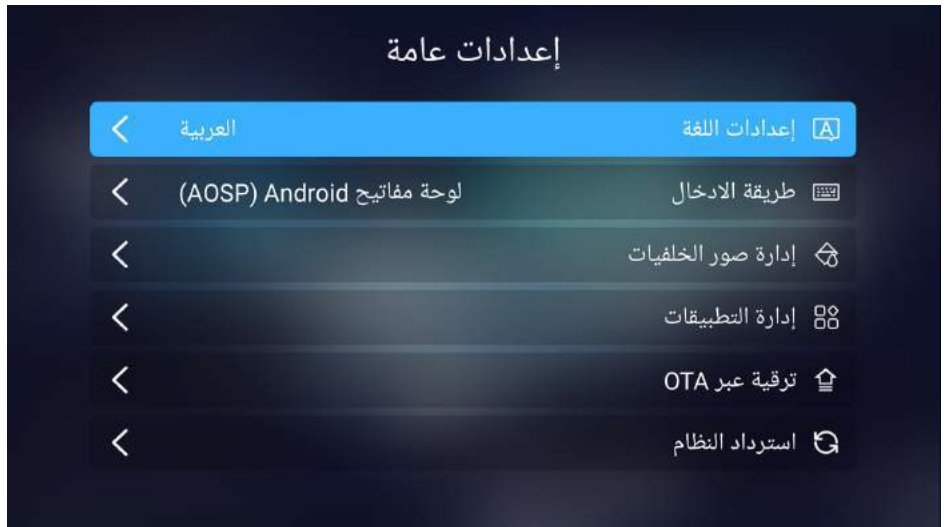 إعدادات عامة
إعدادات اللغة العربية
طريقة الادخال لوحة مفاتيح Android (AOSP)
إدارة صور الخلفيات
إدارة التطبيقات
ترقية عبر OTA
استرداد النظام